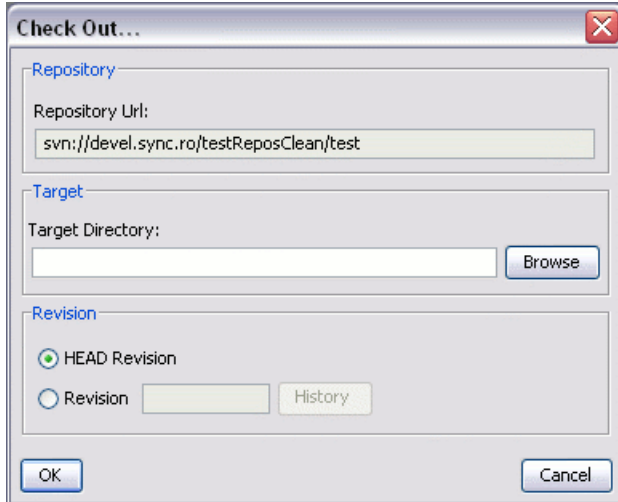 Check Out...
Repository
Repository Url:
svn://devel.sync.ro/testReposClean/test
Target
Target Directory:
Browse
Revision
HEAD Revision
Revision
History
OK
Cancel